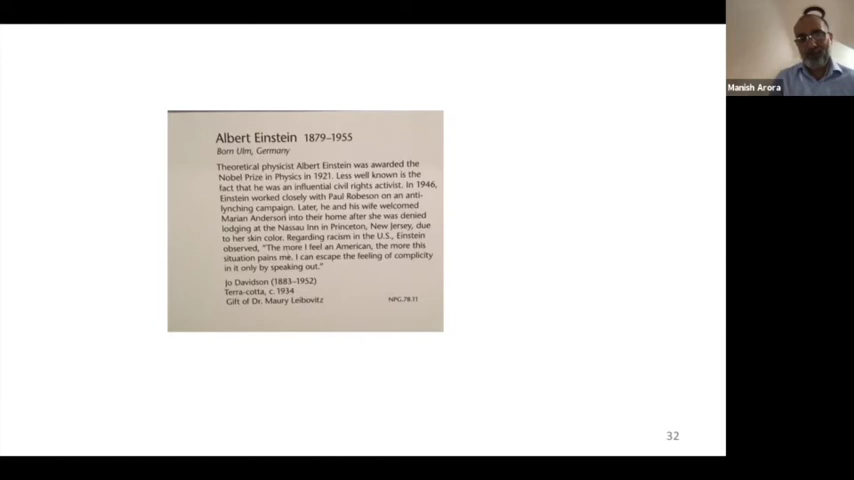 Manish Arora
Albert Einstein 1879–1955
Born Ulm, Germany
Theoretical physicist Albert Einstein was awarded the
Nobel Prize in Physics in 1921. Less well known is the
fact that he was an influential civil rights activist. In 1946,
Einstein worked closely with Paul Robeson on an anti-
lynching campaign. Later, he and his wife welcomed
Marian Anderson into their home after she was denied
lodging at the Nassau Inn in Princeton, New Jersey, due
to her skin color. Regarding racism in the U.S., Einstein
observed, "The more I feel an American, the more this
situation pains me. I can escape the feeling of complicity
in it only by speaking out."
Jo Davidson (1883–1952)
Terra-cotta, c. 1934
Gift of Dr. Maury Leibovitz
NPG.78.11
32